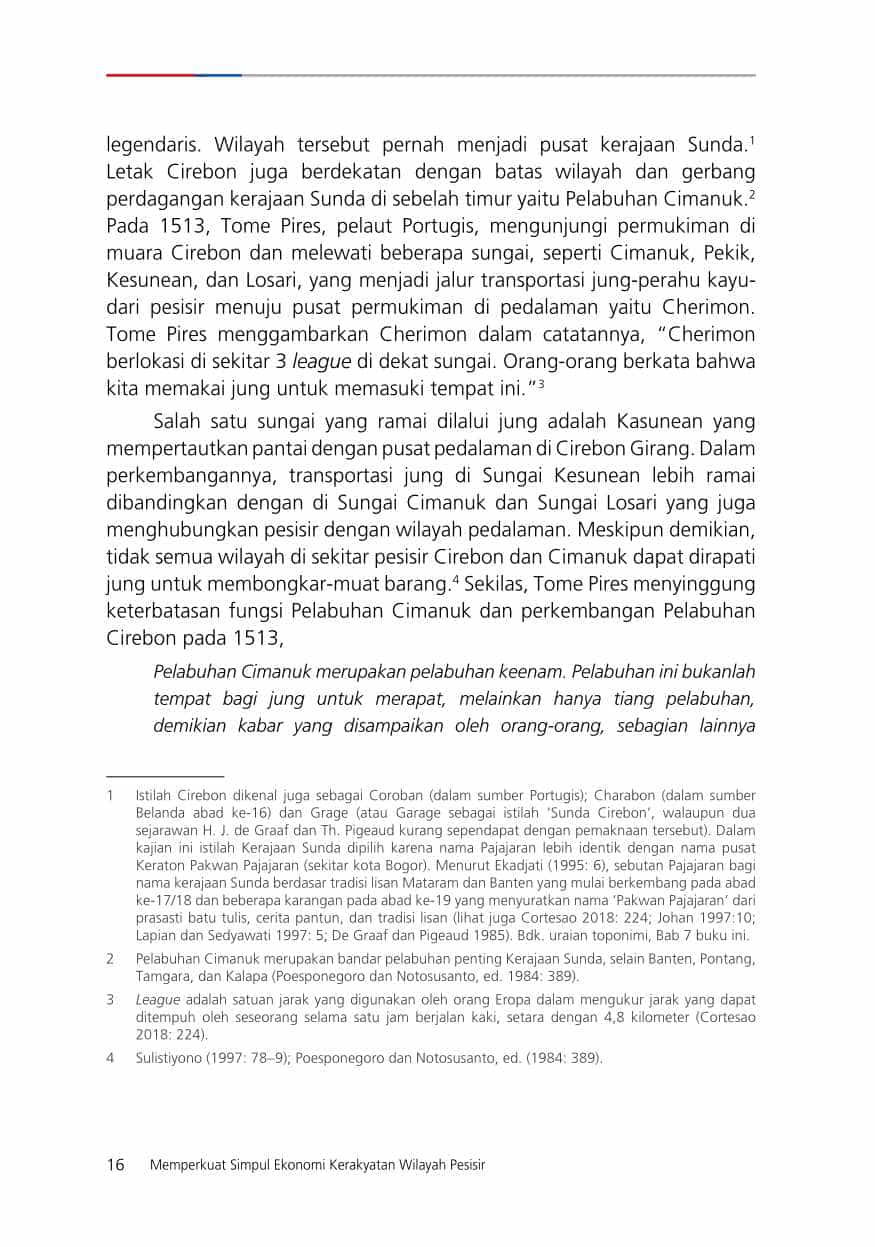 legendaris. Wilayah tersebut pernah menjadi pusat kerajaan Sunda.¹
Letak Cirebon juga berdekatan dengan batas wilayah dan gerbang
perdagangan kerajaan Sunda di sebelah timur yaitu Pelabuhan Cimanuk.²
Pada 1513, Tome Pires, pelaut Portugis, mengunjungi permukiman di
muara Cirebon dan melewati beberapa sungai, seperti Cimanuk, Pekik,
Kesunean, dan Losari, yang menjadi jalur transportasi jung-perahu kayu-
dari pesisir menuju pusat permukiman di pedalaman yaitu Cherimon.
Tome Pires menggambarkan Cherimon dalam catatannya, “Cherimon
berlokasi di sekitar 3 league di dekat sungai. Orang-orang berkata bahwa
kita memakai jung untuk memasuki tempat ini.”³
Salah satu sungai yang ramai dilalui jung adalah Kasunean yang
mempertautkan pantai dengan pusat pedalaman di Cirebon Girang. Dalam
perkembangannya, transportasi jung di Sungai Kesunean lebih ramai
dibandingkan dengan di Sungai Cimanuk dan Sungai Losari yang juga
menghubungkan pesisir dengan wilayah pedalaman. Meskipun demikian,
tidak semua wilayah di sekitar pesisir Cirebon dan Cimanuk dapat dirapati
jung untuk membongkar-muat barang.⁴ Sekilas, Tome Pires menyinggung
keterbatasan fungsi Pelabuhan Cimanuk dan perkembangan Pelabuhan
Cirebon pada 1513,
Pelabuhan Cimanuk merupakan pelabuhan keenam. Pelabuhan ini bukanlah
tempat bagi jung untuk merapat, melainkan hanya tiang pelabuhan,
demikian kabar yang disampaikan oleh orang-orang, sebagian lainnya
1 Istilah Cirebon dikenal juga sebagai Coroban (dalam sumber Portugis); Charabon (dalam sumber
Belanda abad ke-16) dan Grage (atau Garage sebagai istilah ‘Sunda Cirebon’, walaupun dua
sejarawan H. J. de Graaf dan Th. Pigeaud kurang sependapat dengan pemaknaan tersebut). Dalam
kajian ini istilah Kerajaan Sunda dipilih karena nama Pajajaran lebih identik dengan nama pusat
Keraton Pakwan Pajajaran (sekitar kota Bogor). Menurut Ekadjati (1995: 6), sebutan Pajajaran bagi
nama kerajaan Sunda berdasar tradisi lisan Mataram dan Banten yang mulai berkembang pada abad
ke-17/18 dan beberapa karangan pada abad ke-19 yang menyuratkan nama ‘Pakwan Pajajaran’ dari
prasasti batu tulis, cerita pantun, dan tradisi lisan (lihat juga Cortesao 2018: 224; Johan 1997:10;
Lapian dan Sedyawati 1997: 5; De Graaf dan Pigeaud 1985). Bdk. uraian toponimi, Bab 7 buku ini.
2 Pelabuhan Cimanuk merupakan bandar pelabuhan penting Kerajaan Sunda, selain Banten, Pontang,
Tamgara, dan Kalapa (Poesponegoro dan Notosusanto, ed. 1984: 389).
3 League adalah satuan jarak yang digunakan oleh orang Eropa dalam mengukur jarak yang dapat
ditempuh oleh seseorang selama satu jam berjalan kaki, setara dengan 4,8 kilometer (Cortesao
2018: 224).
4 Sulistiyono (1997: 78–9); Poesponegoro dan Notosusanto, ed. (1984: 389).
16 Memperkuat Simpul Ekonomi Kerakyatan Wilayah Pesisir